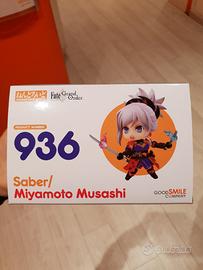 ねんどろいど
Fate Grand Order
936
Saber/
Miyamoto Musashi
GOOD SMILE
COMPANY